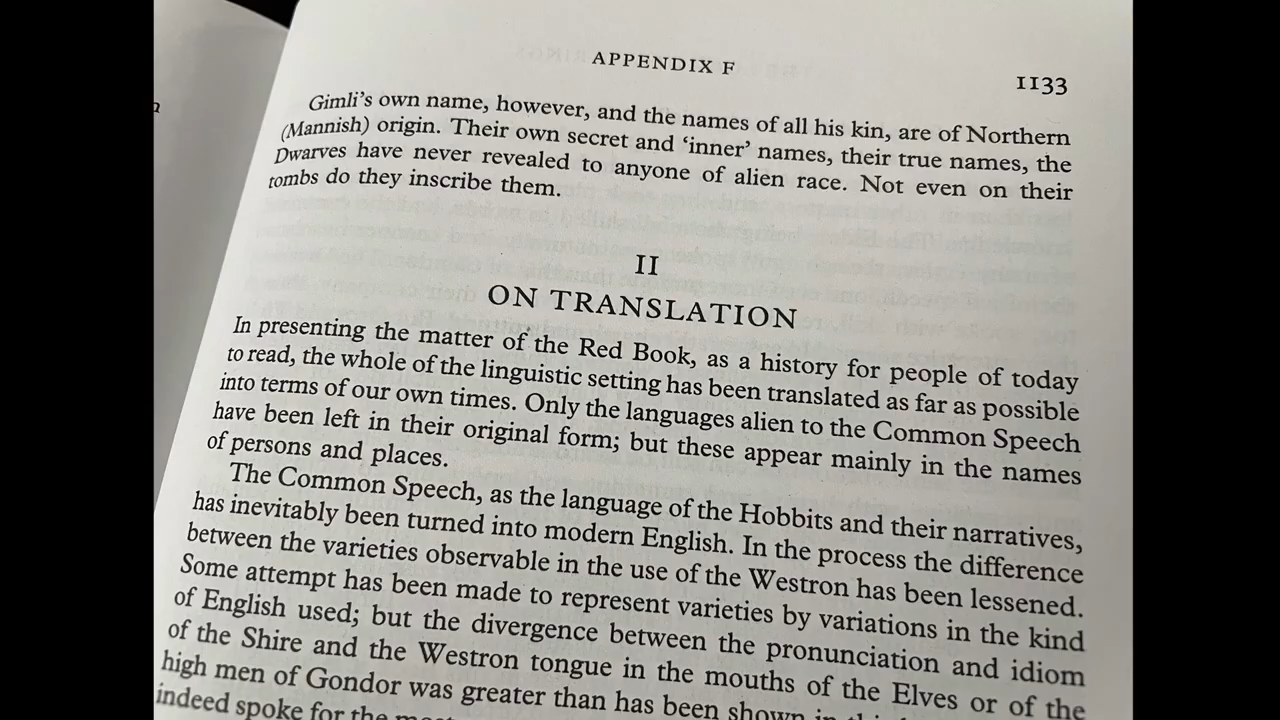 APPENDIX F
1133
Gimli's own name, however, and the names of all his kin, are of Northern
(Mannish) origin. Their own secret and ‘inner’ names, their true names, the
Dwarves have never revealed to anyone of alien race. Not even on their
tombs do they inscribe them.
II
ON TRANSLATION
In presenting the matter of the Red Book, as a history for people of today
to read, the whole of the linguistic setting has been translated as far as possible
into terms of our own times. Only the languages alien to the Common Speech
have been left in their original form; but these appear mainly in the names
of persons and places.
The Common Speech, as the language of the Hobbits and their narratives,
has inevitably been turned into modern English. In the process the difference
between the varieties observable in the use of the Westron has been lessened.
Some attempt has been made to represent varieties by variations in the kind
of English used; but the divergence between the pronunciation and idiom
of the Shire and the Westron tongue in the mouths of the Elves or of the
high men of Gondor was greater than has been shown in
indeed spoke for the